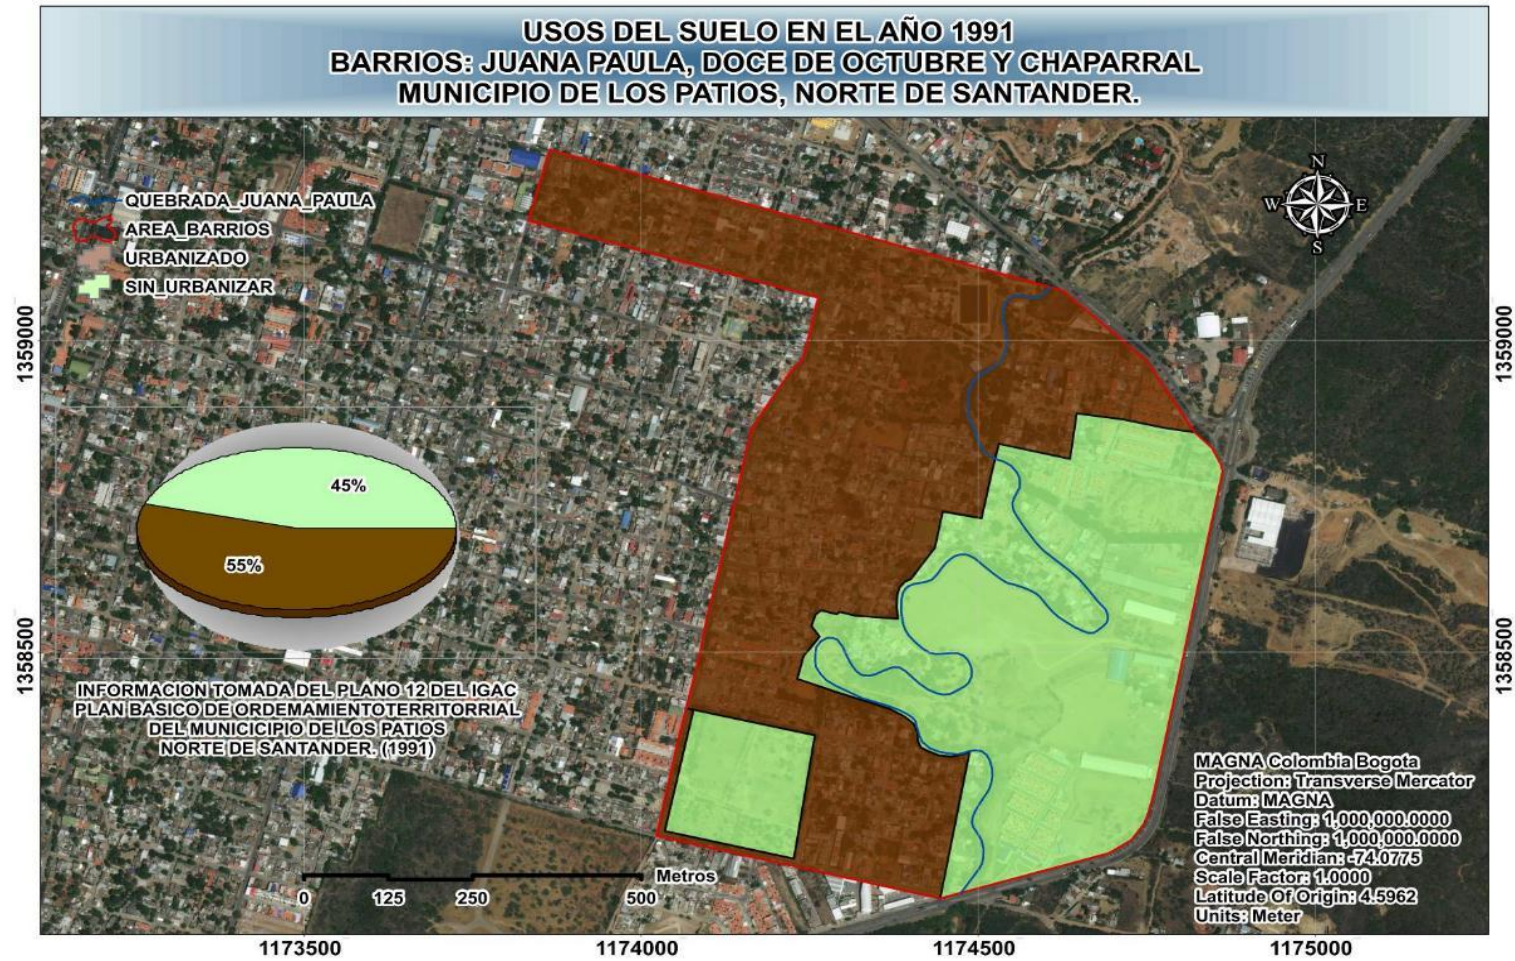 USOS DEL SUELO EN EL AÑO 1991
BARRIOS: JUANA PAULA, DOCE DE OCTUBRE Y CHAPARRAL
MUNICIPIO DE LOS PATIOS, NORTE DE SANTANDER.
QUEBRADA_JUANA_PAULA
AREA_BARRIOS
URBANIZADO
SIN_URBANIZAR
N
W E
S
1359000
1359000
45%
55%
1358500
1358500
INFORMACION TOMADA DEL PLANO 12 DEL IGAC
PLAN BASICO DE ORDEMAMIENTOTERRITORRIAL
DEL MUNICICIPIO DE LOS PATIOS
NORTE DE SANTANDER. (1991)
MAGNA Colombia Bogota
Projection: Transverse Mercator
Datum: MAGNA
False Easting: 1,000,000.0000
False Northing: 1,000,000.0000
Central Meridian: -74.0775
Scale Factor: 1.0000
Latitude Of Origin: 4.5962
Units: Meter
Metros
0 125 250 500
1173500 1174000 1174500 1175000